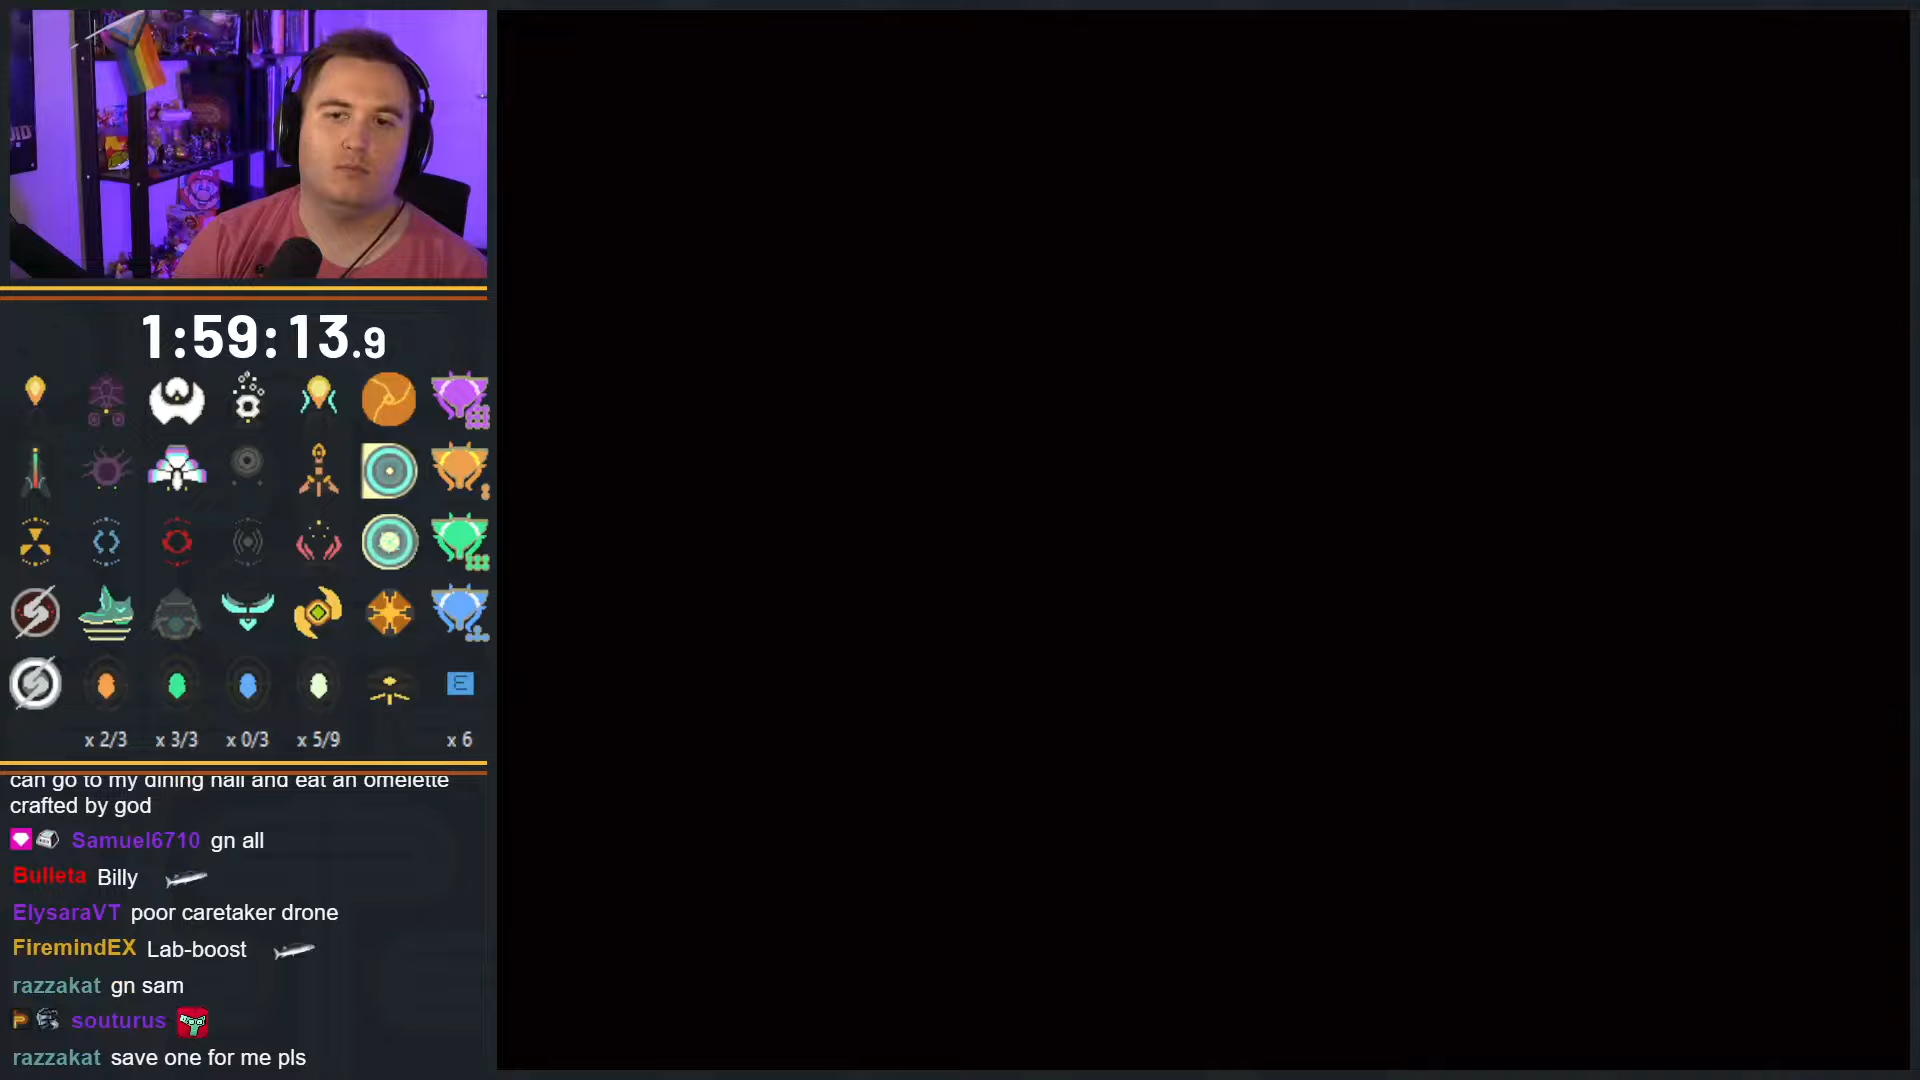 1:59:13.9
x 2/3 x 3/3 x 0/3 x 5/9 x 6
can go to my dining hall and eat an omelette
crafted by god
Samuel6710 gn all
Bulleta Billy
ElysaraVT poor caretaker drone
FiremindEX Lab-boost
razzakat gn sam
souturus
razzakat save one for me pls